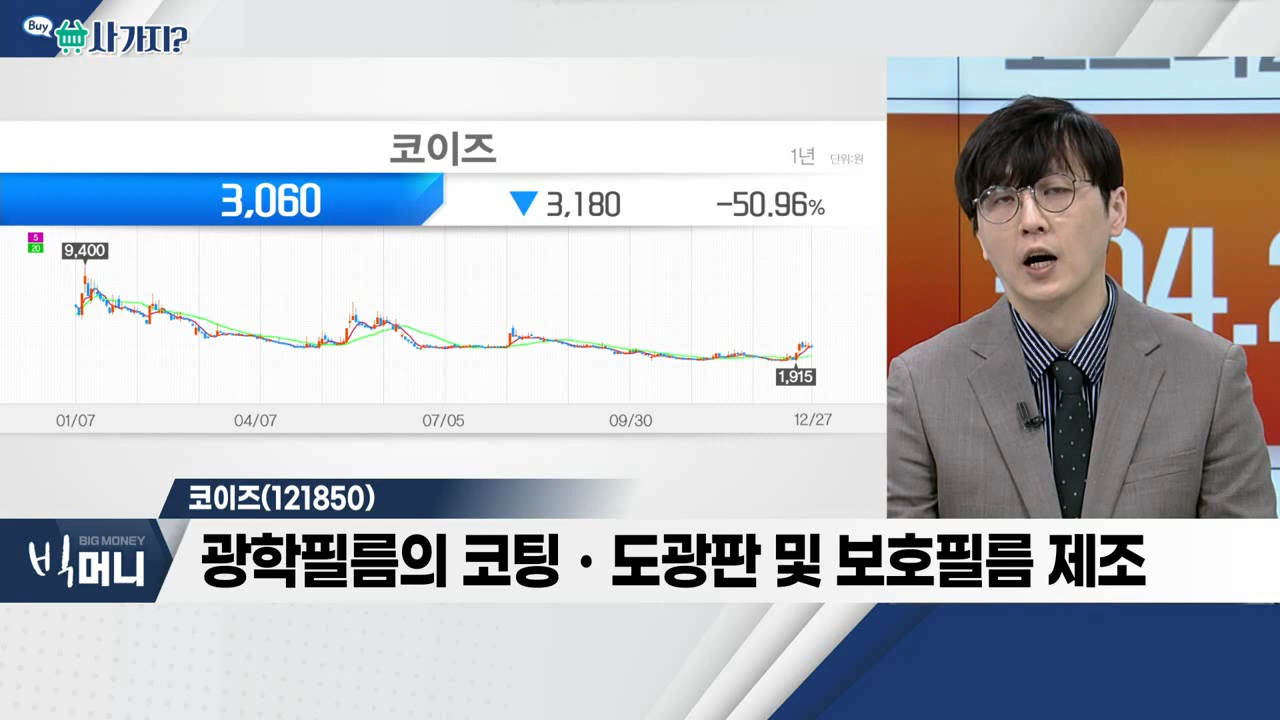 Buy
사가지?
코이즈
1년 단위:원
3,060 ▼ 3,180 -50.96%
5
20
9,400
1,915
01/07 04/07 07/05 09/30 12/27
04.2
코이즈(121850)
BIG MONEY
빅머니
광학필름의 코팅·도광판 및 보호필름 제조